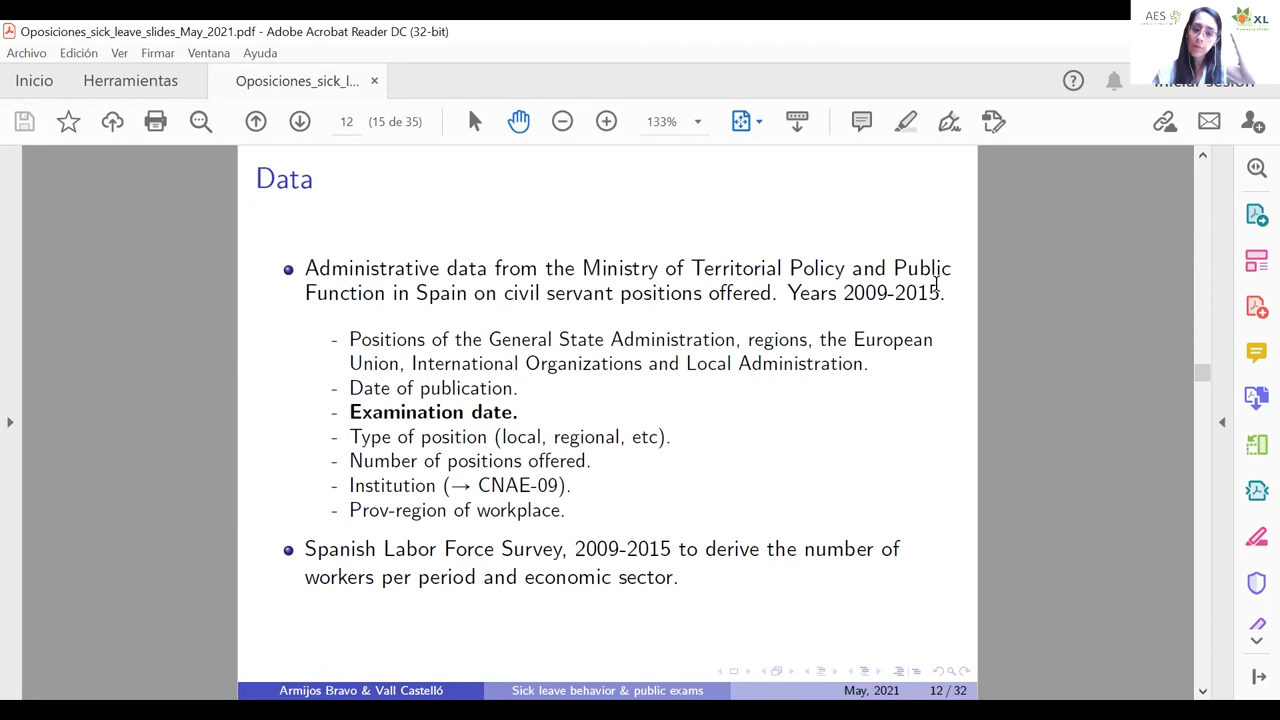 Oposiciones_sick_leave_slides_May_2021.pdf - Adobe Acrobat Reader DC (32-bit)
Archivo Edición Ver Firmar Ventana Ayuda
Inicio Herramientas Oposiciones_sick_l... ×
12 (15 de 35) 133%
AES XL
Data
Administrative data from the Ministry of Territorial Policy and Public
Function in Spain on civil servant positions offered. Years 2009-2015.
- Positions of the General State Administration, regions, the European
Union, International Organizations and Local Administration.
- Date of publication.
- Examination date.
- Type of position (local, regional, etc).
- Number of positions offered.
- Institution (→ CNAE-09).
- Prov-region of workplace.
Spanish Labor Force Survey, 2009-2015 to derive the number of
workers per period and economic sector.
Armijos Bravo & Vall Castelló Sick leave behavior & public exams May, 2021 12 / 32